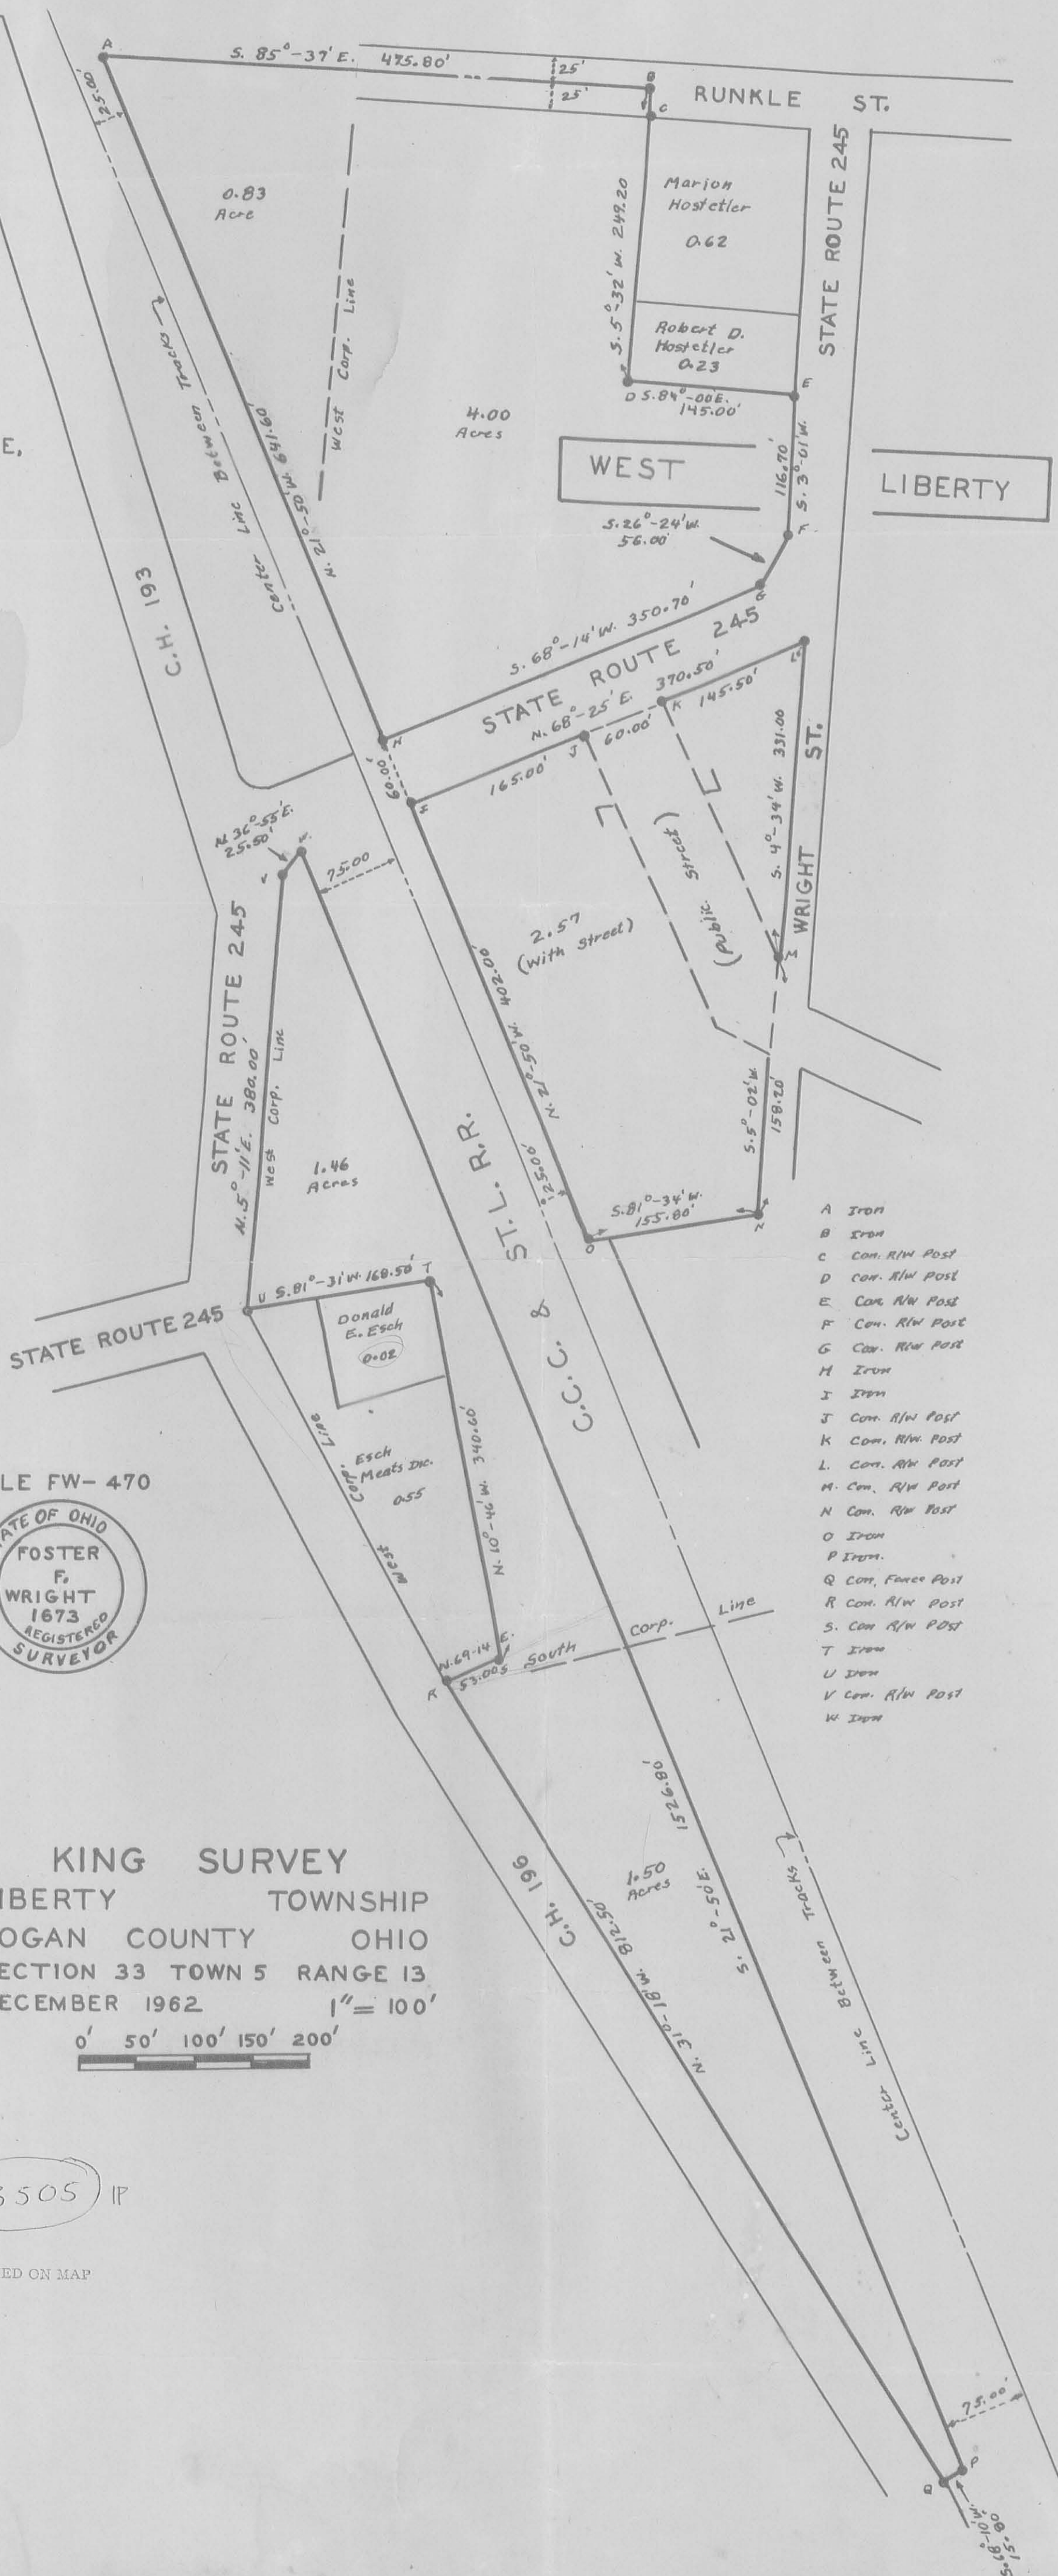 A
S. 85°-37' E. 475.80'
25'
25'
B
C
RUNKLE ST.
25.00'
0.83
Acre
West Corp. Line
S. 5°-32' W. 249.20
Marion
Hostetler
0.62
STATE ROUTE 245
Robert D.
Hostetler
0.23
D S. 84°-00' E.
145.00'
E
Center Line Between Tracks
N. 21°-50' W. 641.60'
4.00
Acres
E,
WEST
LIBERTY
116.70'
S. 3°-01' W.
F
S. 26°-24' W.
56.00'
G
C.H. 193
S. 68°-14' W. 350.70'
STATE ROUTE 245
H
60.00'
N. 68°-25' E. 370.50'
165.00'
J
60.00'
K
145.50'
S. 4°-34' W. 331.00
WRIGHT ST.
(Public Street)
N. 36°-55' E.
25.50'
W
V
75.00
2.57
(With Street)
N. 21°-50' W. 402.00'
STATE ROUTE 245
N. 5°-11' E. 380.00'
West Corp. Line
1.46
Acres
S. 5°-02' W.
158.20'
25.00'
S. 81°-34' W.
155.80'
O
N
C.C.C. & ST. L. R.R.
STATE ROUTE 245
U S. 81°-31' W. 168.50' T
Donald
E. Esch
0.02
Esch
Meats Inc.
0.55
West Corp. Line
N. 10°-46' W. 340.60'
A Iron
B Iron
C Con. R/W Post
D Con. R/W Post
E Con R/W Post
F Con. R/W Post
G Con. R/W Post
H Iron
I Iron
J Con. R/W Post
K Con. R/W. Post
L. Con. R/W Post
M. Con. R/W Post
N Con. R/W Post
O Iron
P Iron.
Q Con. Fence Post
R Con. R/W Post
S. Con R/W Post
T Iron
U Iron
V Con. R/W Post
W Iron
LE FW-470
ATE OF OHIO
FOSTER
F.
WRIGHT
1673
REGISTERED
SURVEYOR
N. 69-14 E.
53.00 S
R
South Corp. Line
1526.80'
S. 21°-50' E.
C.H. 196
1.50
Acres
N. 31°-18' W. 812.50'
Center Line Between Tracks
KING SURVEY
IBERTY TOWNSHIP
OGAN COUNTY OHIO
ECTION 33 TOWN 5 RANGE 13
ECEMBER 1962 1"= 100'
0' 50' 100' 150' 200'
3505 IP
ED ON MAP
75.00'
P
Q
S. 68°-10' W.
15.80